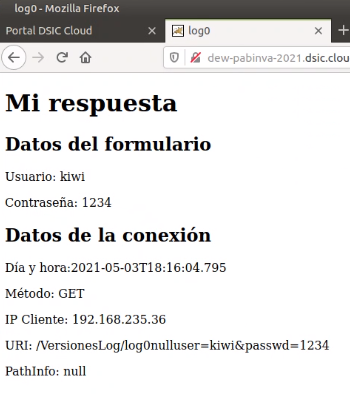 log0 - Mozilla Firefox
Portal DSIC Cloud
log0
dew-pabinva-2021.dsic.clou
Mi respuesta
Datos del formulario
Usuario: kiwi
Contraseña: 1234
Datos de la conexión
Día y hora:2021-05-03T18:16:04.795
Método: GET
IP Cliente: 192.168.235.36
URI: /VersionesLog/log0nulluser=kiwi&passwd=1234
PathInfo: null